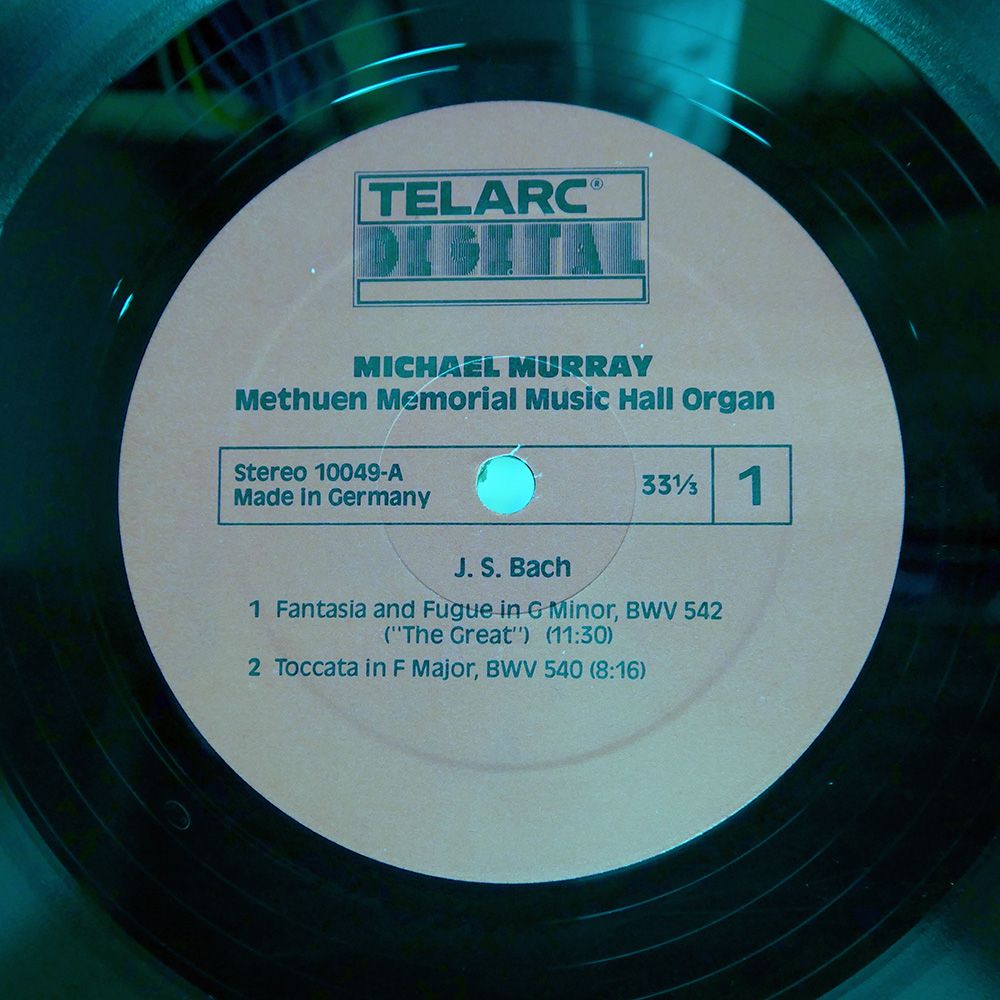 TELARC®
DIGITAL
MICHAEL MURRAY
Methuen Memorial Music Hall Organ
Stereo 10049-A
Made in Germany
33⅓
1
J. S. Bach
1 Fantasia and Fugue in G Minor, BWV 542
("The Great") (11:30)
2 Toccata in F Major, BWV 540 (8:16)